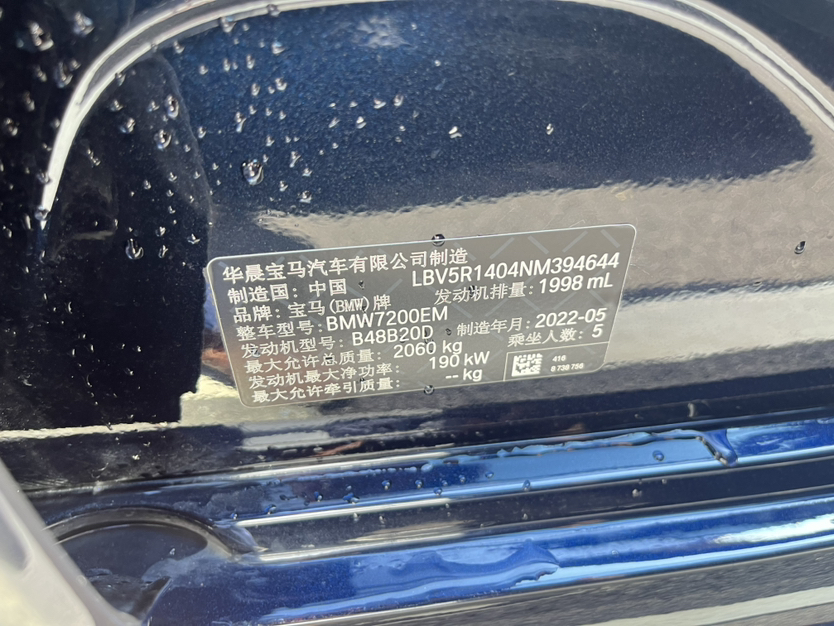 华晨宝马汽车有限公司制造
制造国：中国 LBV5R1404NM394644
品牌：宝马(BMW)牌 发动机排量：1998 mL
整车型号：BMW7200EM
发动机型号：B48B20D 制造年月：2022-05
最大允许总质量：2060 kg 乘坐人数：5
发动机最大净功率：190 kW
最大允许牵引质量：-- kg
416
8 738 756